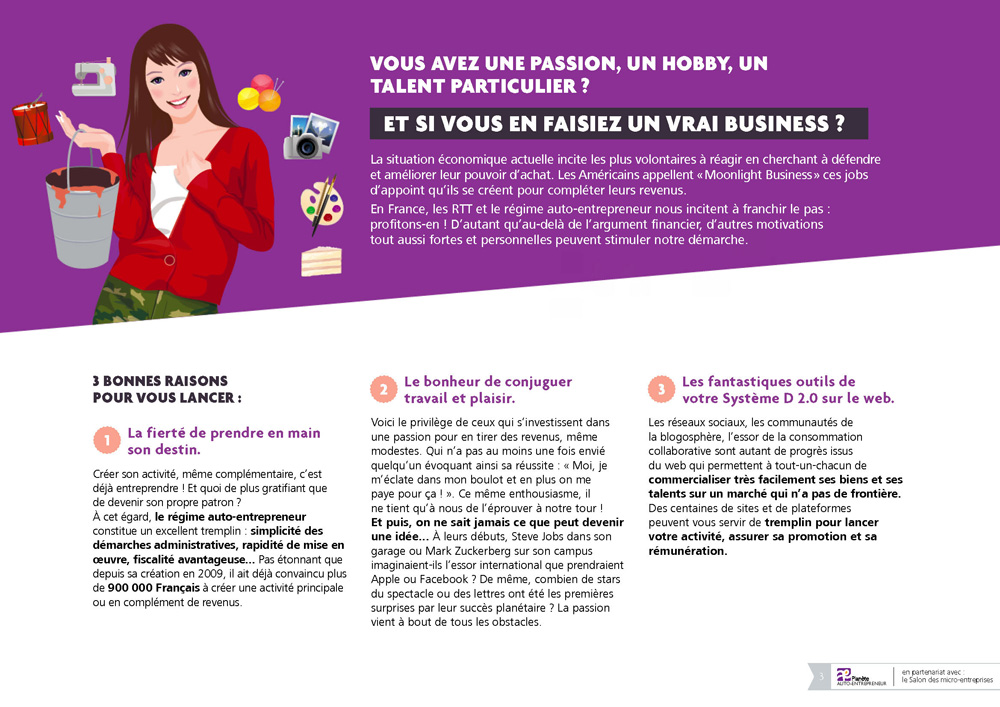 VOUS AVEZ UNE PASSION, UN HOBBY, UN
TALENT PARTICULIER ?
ET SI VOUS EN FAISIEZ UN VRAI BUSINESS ?
La situation économique actuelle incite les plus volontaires à réagir en cherchant à défendre
et améliorer leur pouvoir d’achat. Les Américains appellent « Moonlight Business » ces jobs
d’appoint qu’ils se créent pour compléter leurs revenus.
En France, les RTT et le régime auto-entrepreneur nous incitent à franchir le pas :
profitons-en ! D’autant qu’au-delà de l’argument financier, d’autres motivations
tout aussi fortes et personnelles peuvent stimuler notre démarche.
3 BONNES RAISONS
POUR VOUS LANCER :
1
La fierté de prendre en main
son destin.
Créer son activité, même complémentaire, c’est
déjà entreprendre ! Et quoi de plus gratifiant que
de devenir son propre patron ?
À cet égard, le régime auto-entrepreneur
constitue un excellent tremplin : simplicité des
démarches administratives, rapidité de mise en
œuvre, fiscalité avantageuse... Pas étonnant que
depuis sa création en 2009, il ait déjà convaincu plus
de 900 000 Français à créer une activité principale
ou en complément de revenus.
2
Le bonheur de conjuguer
travail et plaisir.
Voici le privilège de ceux qui s’investissent dans
une passion pour en tirer des revenus, même
modestes. Qui n’a pas au moins une fois envié
quelqu’un évoquant ainsi sa réussite : « Moi, je
m’éclate dans mon boulot et en plus on me
paye pour ça ! ». Ce même enthousiasme, il
ne tient qu’à nous de l’éprouver à notre tour !
Et puis, on ne sait jamais ce que peut devenir
une idée... À leurs débuts, Steve Jobs dans son
garage ou Mark Zuckerberg sur son campus
imaginaient-ils l’essor international que prendraient
Apple ou Facebook ? De même, combien de stars
du spectacle ou des lettres ont été les premières
surprises par leur succès planétaire ? La passion
vient à bout de tous les obstacles.
3
Les fantastiques outils de
votre Système D 2.0 sur le web.
Les réseaux sociaux, les communautés de
la blogosphère, l’essor de la consommation
collaborative sont autant de progrès issus
du web qui permettent à tout-un-chacun de
commercialiser très facilement ses biens et ses
talents sur un marché qui n’a pas de frontière.
Des centaines de sites et de plateformes
peuvent vous servir de tremplin pour lancer
votre activité, assurer sa promotion et sa
rémunération.
3
Planète
AUTO-ENTREPRENEUR
en partenariat avec :
le Salon des micro-entreprises